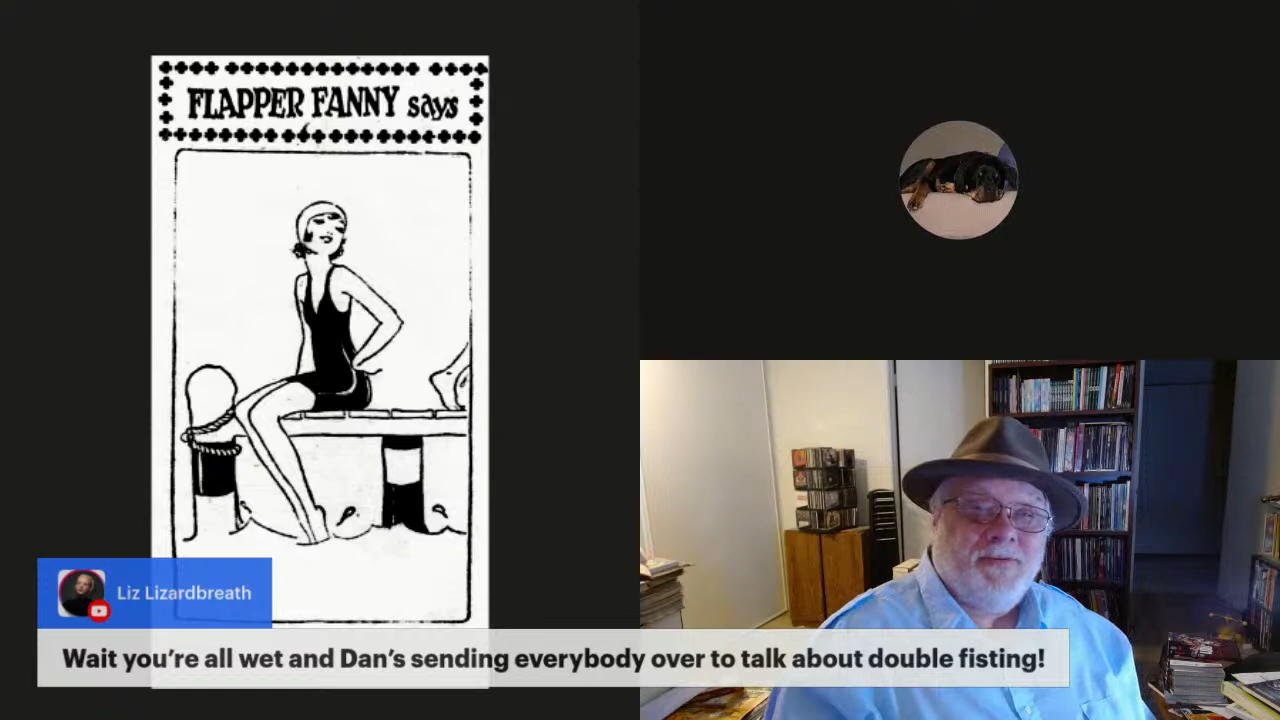 FLAPPER FANNY says
Liz Lizardbreath
Wait you're all wet and Dan's sending everybody over to talk about double fisting!